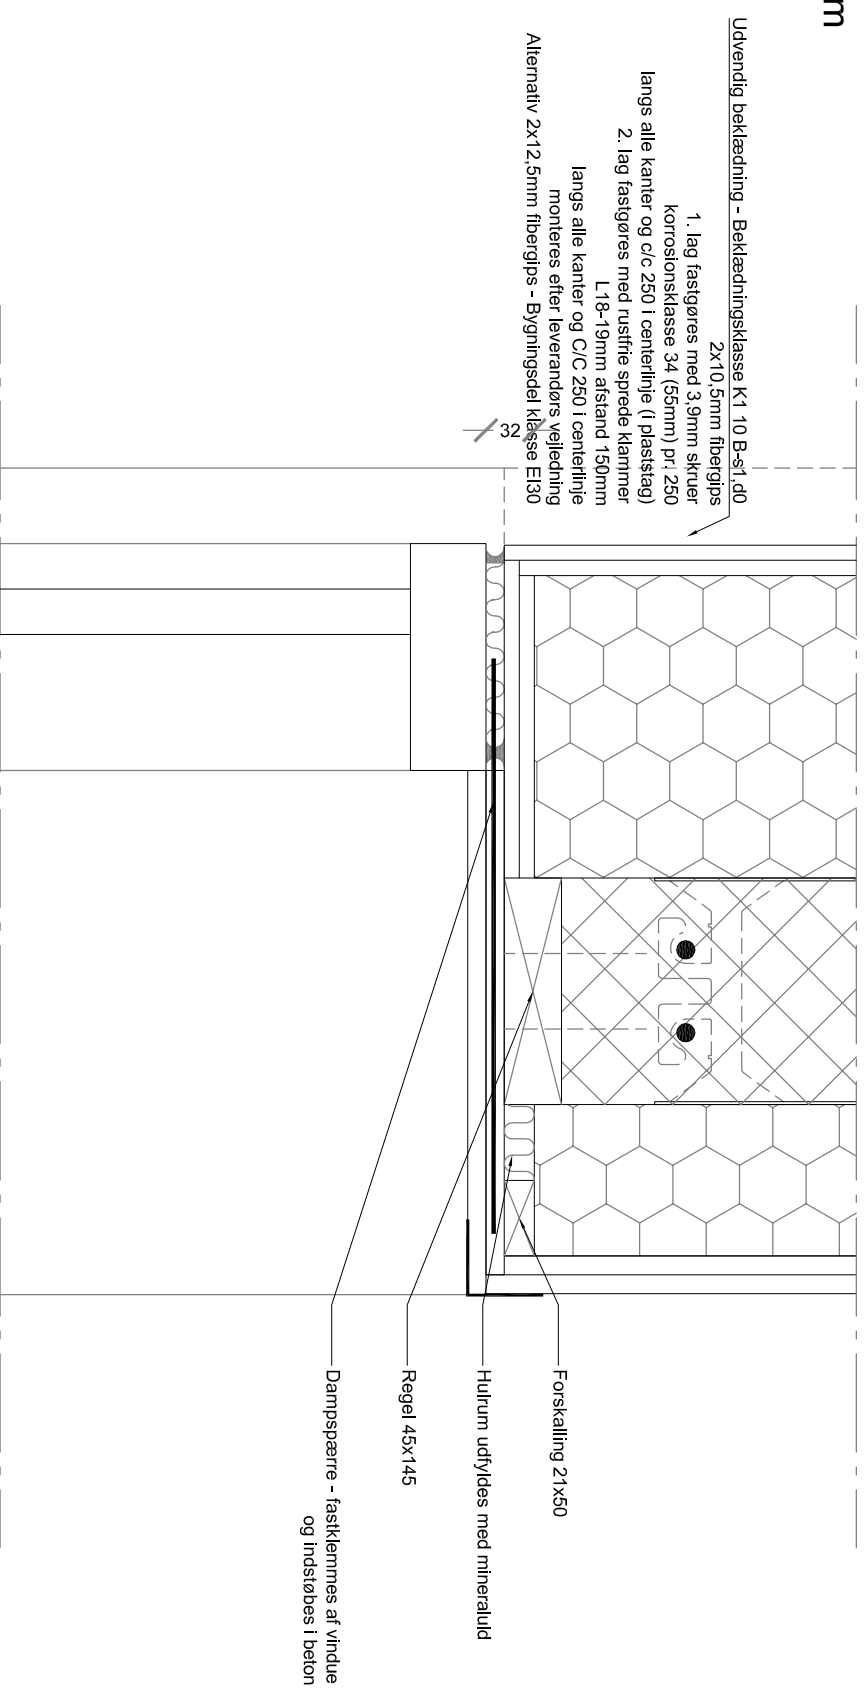 m
Udvendig beklædning - Beklædningsklasse K1 10 B-s1,d0
2x10,5mm fibergips
1. lag fastgøres med 3,9mm skruer
korrosionsklasse 34 (55mm) pr. 250
langs alle kanter og c/c 250 i centerlinje (i plaststag)
2. lag fastgøres med rustfrie sprede klammer
L18-19mm afstand 150mm
langs alle kanter og C/C 250 i centerlinje
monteres efter leverandørs vejledning
Alternativ 2x12,5mm fibergips - Bygningsdel klasse EI30
32
Forskalling 21x50
Hulrum udfyldes med mineraluld
Regel 45x145
Dampspærre - fastklemmes af vindue
og indstøbes i beton